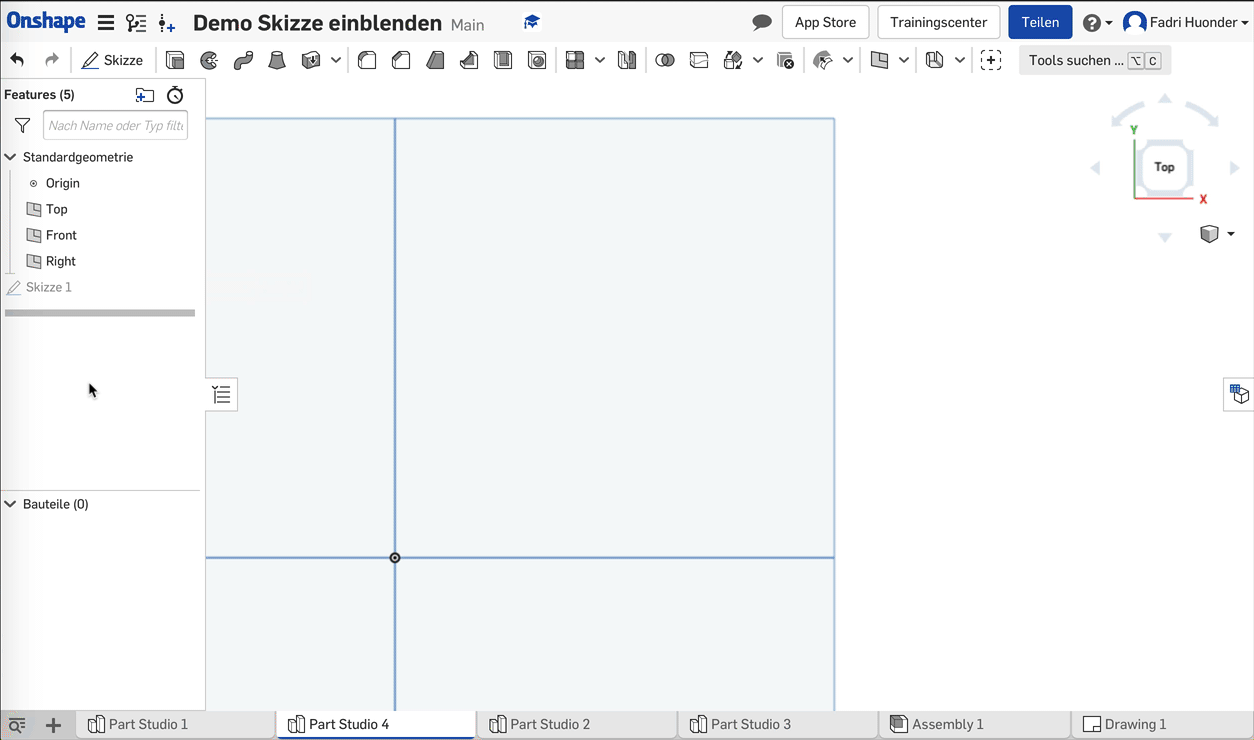 Onshape Demo Skizze einblenden Main App Store Trainingscenter Teilen Fadri Huonder
Skizze Tools suchen ... ⌥ C
Features (5)
Nach Name oder Typ filte
Standardgeometrie
Origin
Top
Front
Right
Skizze 1
Y
Top
X
Bauteile (0)
Part Studio 1 Part Studio 4 Part Studio 2 Part Studio 3 Assembly 1 Drawing 1